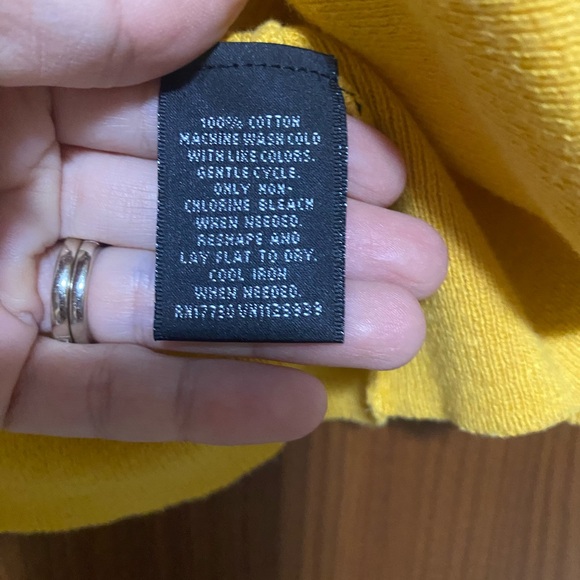 100% COTTON
MACHINE WASH COLD
WITH LIKE COLORS.
GENTLE CYCLE.
ONLY NON-
CHLORINE BLEACH
WHEN NEEDED.
RESHAPE AND
LAY FLAT TO DRY.
COOL IRON
WHEN NEEDED.
RN17730VN1128939